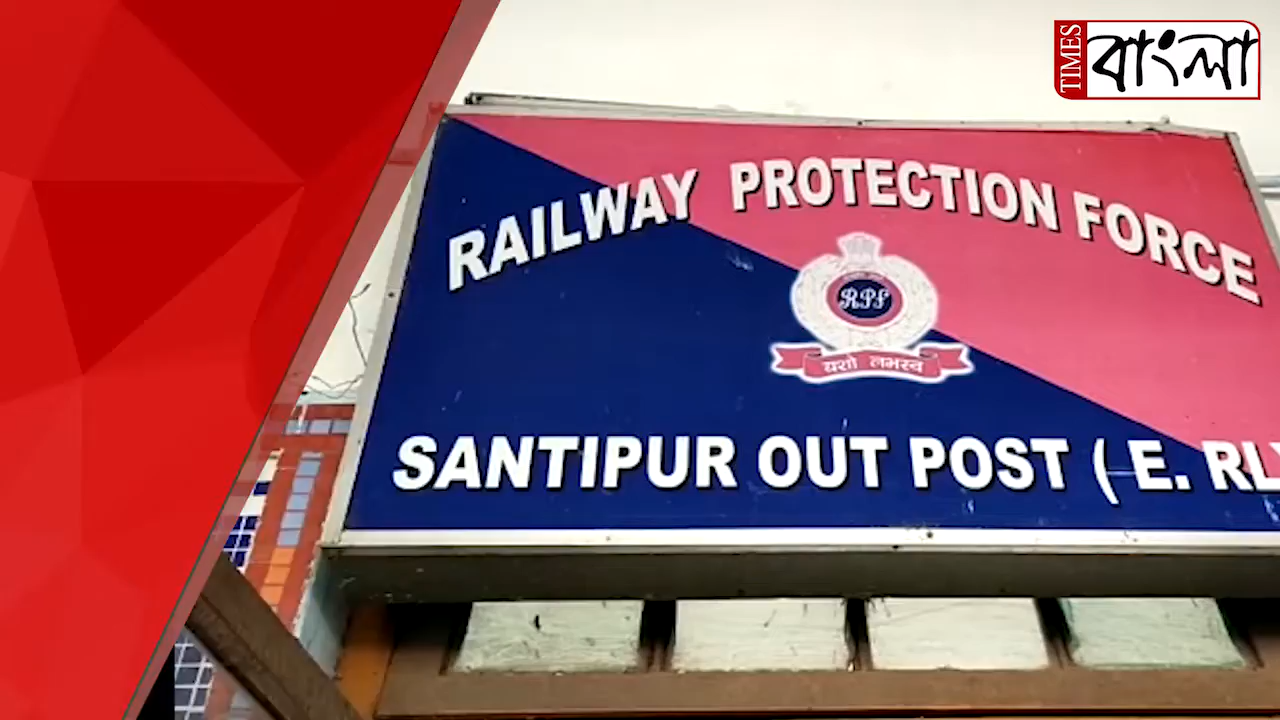 TIMES বাংলা
RAILWAY PROTECTION FORCE
RPF
यशो लभस्व
SANTIPUR OUT POST ( E. RL